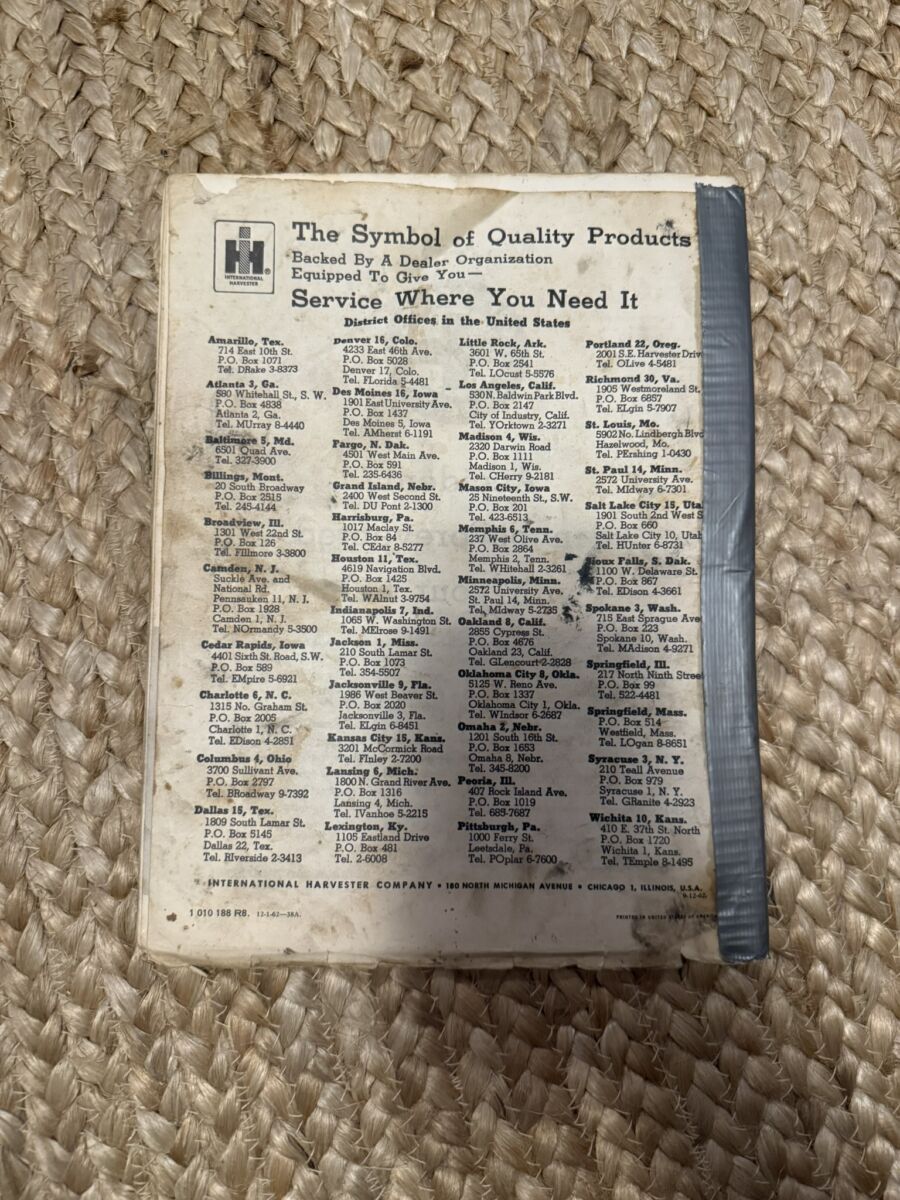 IH
®
INTERNATIONAL
HARVESTER
The Symbol of Quality Products
Backed By A Dealer Organization
Equipped To Give You—
Service Where You Need It
District Offices in the United States
Amarillo, Tex.
714 East 10th St.
P.O. Box 1071
Tel. DRake 3-8373
Atlanta 3, Ga.
580 Whitehall St., S. W.
P.O. Box 4838
Atlanta 2, Ga.
Tel. MUrray 8-4440
Baltimore 5, Md.
6501 Quad Ave.
Tel. 327-3900
Billings, Mont.
20 South Broadway
P.O. Box 2515
Tel. 245-4144
Broadview, Ill.
1301 West 22nd St.
P.O. Box 126
Tel. FIllmore 3-3800
Camden, N. J.
Suckle Ave. and
National Rd.
Pennsauken 11, N. J.
P.O. Box 1928
Camden 1, N. J.
Tel. NOrmandy 5-3500
Cedar Rapids, Iowa
4401 Sixth St. Road, S.W.
P.O. Box 589
Tel. EMpire 5-6921
Charlotte 6, N. C.
1315 No. Graham St.
P.O. Box 2005
Charlotte 1, N. C.
Tel. EDison 4-2851
Columbus 4, Ohio
3700 Sullivant Ave.
P.O. Box 2797
Tel. BRoadway 9-7392
Dallas 15, Tex.
1809 South Lamar St.
P.O. Box 5145
Dallas 22, Tex.
Tel. RIverside 2-3413
Denver 16, Colo.
4233 East 46th Ave.
P.O. Box 5028
Denver 17, Colo.
Tel. FLorida 5-4481
Des Moines 16, Iowa
1901 East University Ave.
P.O. Box 1437
Des Moines 5, Iowa
Tel. AMherst 6-1191
Fargo, N. Dak.
4501 West Main Ave.
P.O. Box 591
Tel. 235-6436
Grand Island, Nebr.
2400 West Second St.
Tel. DU Pont 2-1300
Harrisburg, Pa.
1017 Maclay St.
P.O. Box 84
Tel. CEdar 8-5277
Houston 11, Tex.
4619 Navigation Blvd.
P.O. Box 1425
Houston 1, Tex.
Tel. WAlnut 3-9754
Indianapolis 7, Ind.
1065 W. Washington St.
Tel. MElrose 9-1491
Jackson 1, Miss.
210 South Lamar St.
P.O. Box 1073
Tel. 354-5507
Jacksonville 9, Fla.
1986 West Beaver St.
P.O. Box 2020
Jacksonville 3, Fla.
Tel. ELgin 6-8451
Kansas City 15, Kans.
3201 McCormick Road
Tel. FInley 2-7200
Lansing 6, Mich.
1800 N. Grand River Ave.
P.O. Box 1316
Lansing 4, Mich.
Tel. IVanhoe 5-2215
Lexington, Ky.
1105 Eastland Drive
P.O. Box 481
Tel. 2-6008
Little Rock, Ark.
3601 W. 65th St.
P.O. Box 2541
Tel. LOcust 5-5576
Los Angeles, Calif.
530 N. Baldwin Park Blvd.
P.O. Box 2147
City of Industry, Calif.
Tel. YOrktown 2-3271
Madison 4, Wis.
2320 Darwin Road
P.O. Box 1111
Madison 1, Wis.
Tel. CHerry 9-2181
Mason City, Iowa
25 Nineteenth St., S.W.
P.O. Box 201
Tel. 423-6513
Memphis 6, Tenn.
237 West Olive Ave.
P.O. Box 2864
Memphis 2, Tenn.
Tel. WHitehall 2-3261
Minneapolis, Minn.
2572 University Ave.
St. Paul 14, Minn.
Tel. MIdway 6-2735
Oakland 8, Calif.
2855 Cypress St.
P.O. Box 4676
Oakland 23, Calif.
Tel. GLencourt 2-2828
Oklahoma City 8, Okla.
5125 W. Reno Ave.
P.O. Box 1337
Oklahoma City 1, Okla.
Tel. WIndsor 6-2687
Omaha 2, Nebr.
1201 South 16th St.
P.O. Box 1653
Omaha 8, Nebr.
Tel. 345-8200
Peoria, Ill.
407 Rock Island Ave.
P.O. Box 1019
Tel. 685-7687
Pittsburgh, Pa.
1000 Ferry St.
Leetsdale, Pa.
Tel. POplar 6-7600
Portland 22, Oreg.
2001 S.E. Harvester Driv
Tel. OLive 4-5481
Richmond 30, Va.
1905 Westmoreland St.
P.O. Box 6857
Tel. ELgin 5-7907
St. Louis, Mo.
5902 No. Lindbergh Blvd
Hazelwood, Mo.
Tel. PErshing 1-0430
St. Paul 14, Minn.
2572 University Ave.
Tel. MIdway 6-7301
Salt Lake City 15, Uta
1901 South 2nd West S
P.O. Box 660
Salt Lake City 10, Utah
Tel. HUnter 6-8731
Sioux Falls, S. Dak.
1100 W. Delaware St.
P.O. Box 867
Tel. EDison 4-3661
Spokane 3, Wash.
715 East Sprague Ave
P.O. Box 223
Spokane 10, Wash.
Tel. MAdison 4-9271
Springfield, Ill.
217 North Ninth Stree
P.O. Box 99
Tel. 522-4481
Springfield, Mass.
P.O. Box 514
Westfield, Mass.
Tel. LOgan 8-8651
Syracuse 3, N. Y.
210 Teall Avenue
P.O. Box 979
Syracuse 1, N. Y.
Tel. GRanite 4-2923
Wichita 10, Kans.
410 E. 37th St. North
P.O. Box 1720
Wichita 1, Kans.
Tel. TEmple 8-1495
INTERNATIONAL HARVESTER COMPANY • 180 NORTH MICHIGAN AVENUE • CHICAGO 1, ILLINOIS, U.S.A.
9-12-62
1 010 188 R8. 12-1-62—38A.
PRINTED IN UNITED STATES OF AMERICA